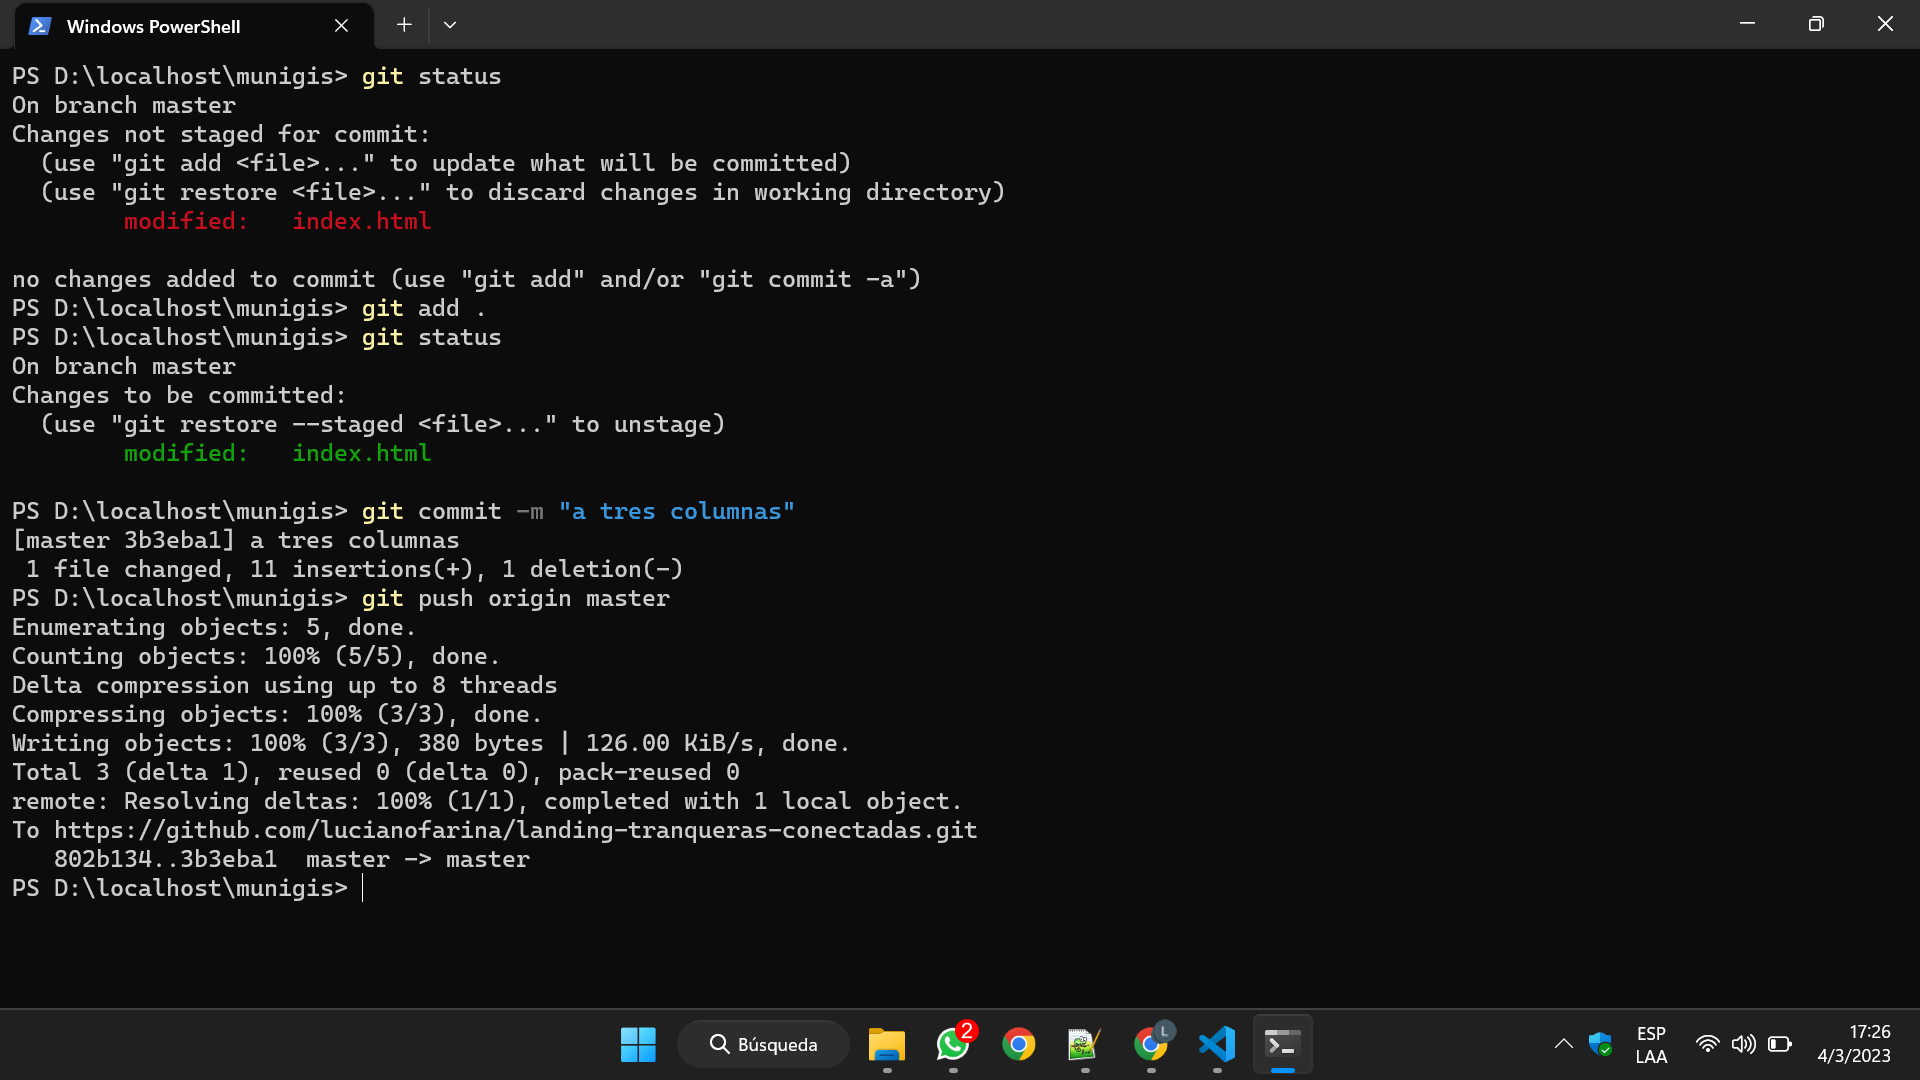 Windows PowerShell
PS D:\localhost\munigis> git status
On branch master
Changes not staged for commit:
  (use "git add <file>..." to update what will be committed)
  (use "git restore <file>..." to discard changes in working directory)
        modified:   index.html

no changes added to commit (use "git add" and/or "git commit -a")
PS D:\localhost\munigis> git add .
PS D:\localhost\munigis> git status
On branch master
Changes to be committed:
  (use "git restore --staged <file>..." to unstage)
        modified:   index.html

PS D:\localhost\munigis> git commit -m "a tres columnas"
[master 3b3eba1] a tres columnas
 1 file changed, 11 insertions(+), 1 deletion(-)
PS D:\localhost\munigis> git push origin master
Enumerating objects: 5, done.
Counting objects: 100% (5/5), done.
Delta compression using up to 8 threads
Compressing objects: 100% (3/3), done.
Writing objects: 100% (3/3), 380 bytes | 126.00 KiB/s, done.
Total 3 (delta 1), reused 0 (delta 0), pack-reused 0
remote: Resolving deltas: 100% (1/1), completed with 1 local object.
To https://github.com/lucianofarina/landing-tranqueras-conectadas.git
   802b134..3b3eba1  master -> master
PS D:\localhost\munigis>
Búsqueda
2
L
ESP
LAA
17:26
4/3/2023